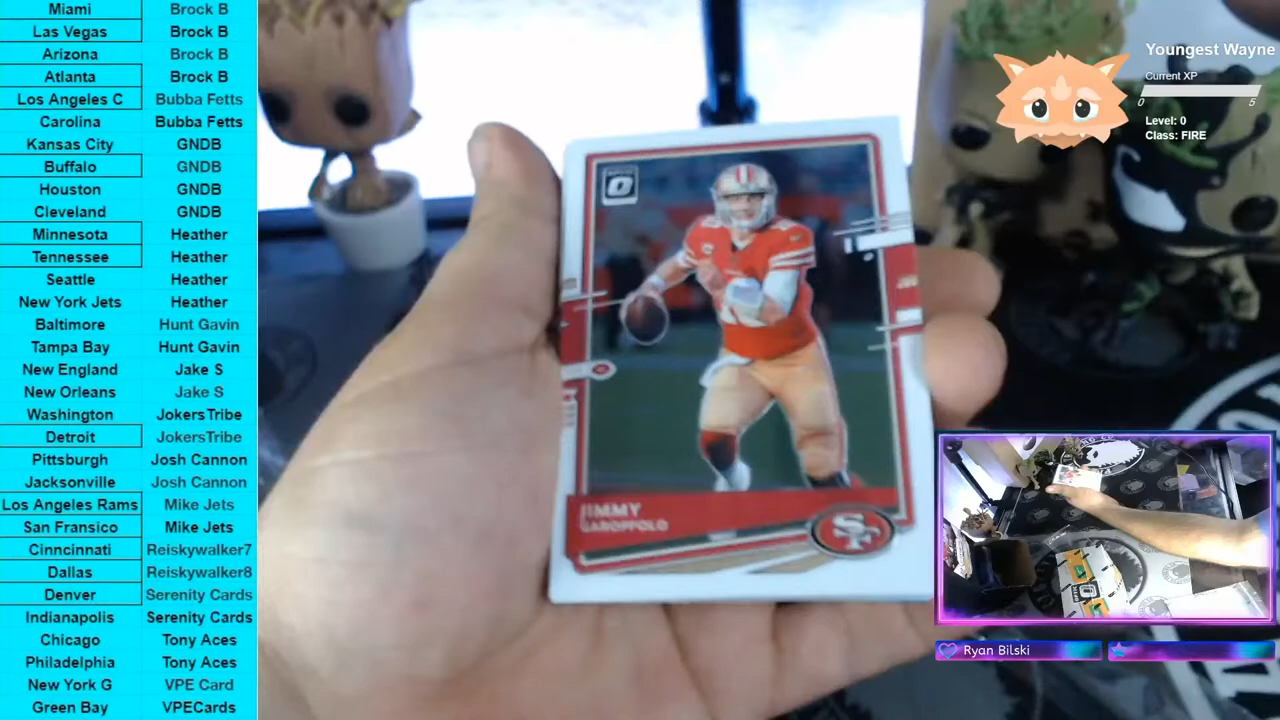 Miami Brock B
Las Vegas Brock B
Arizona Brock B
Atlanta Brock B
Los Angeles C Bubba Fetts
Carolina Bubba Fetts
Kansas City GNDB
Buffalo GNDB
Houston GNDB
Cleveland GNDB
Minnesota Heather
Tennessee Heather
Seattle Heather
New York Jets Heather
Baltimore Hunt Gavin
Tampa Bay Hunt Gavin
New England Jake S
New Orleans Jake S
Washington JokersTribe
Detroit JokersTribe
Pittsburgh Josh Cannon
Jacksonville Josh Cannon
Los Angeles Rams Mike Jets
San Fransico Mike Jets
Cinncinnati Reiskywalker7
Dallas Reiskywalker8
Denver Serenity Cards
Indianapolis Serenity Cards
Chicago Tony Aces
Philadelphia Tony Aces
New York G VPE Card
Green Bay VPECards
JIMMY
GAROPPOLO
SF
Youngest Wayne
Current XP
0 5
Level: 0
Class: FIRE
Ryan Bilski